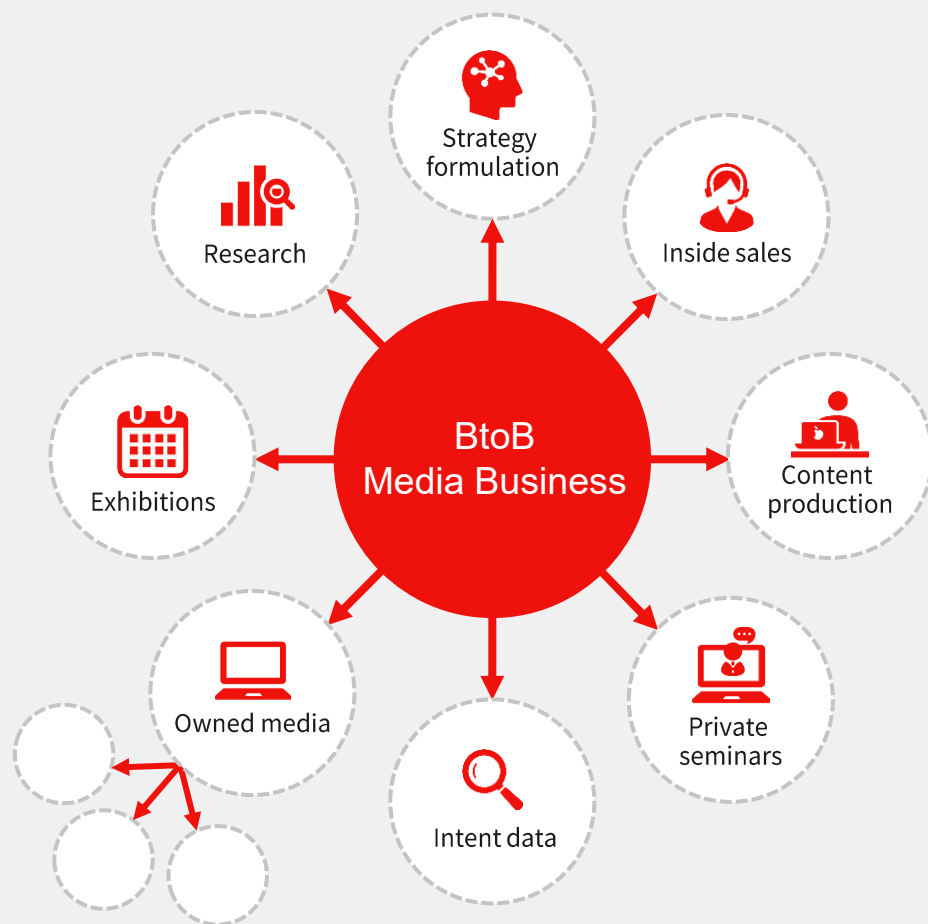 Strategy
formulation
Research
Inside sales
BtoB
Media Business
Exhibitions
Content
production
Owned media
Private
seminars
Intent data